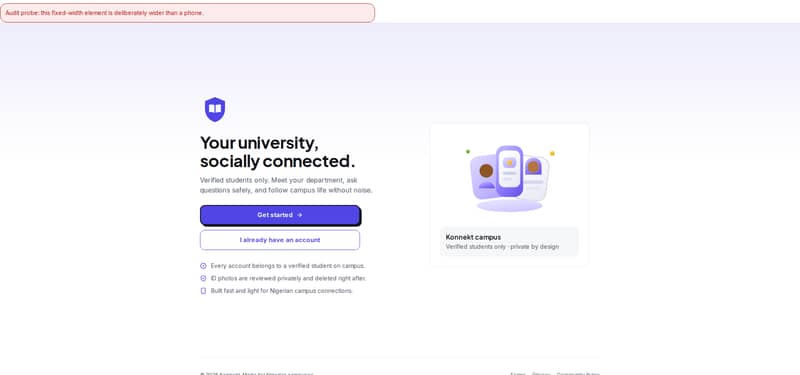 Audit probe: this fixed-width element is deliberately wider than a phone.
Your university,
socially connected.
Verified students only. Meet your department, ask
questions safely, and follow campus life without noise.
Get started →
I already have an account
Every account belongs to a verified student on campus.
ID photos are reviewed privately and deleted right after.
Built fast and light for Nigerian campus connections.
Konnekt campus
Verified students only · private by design